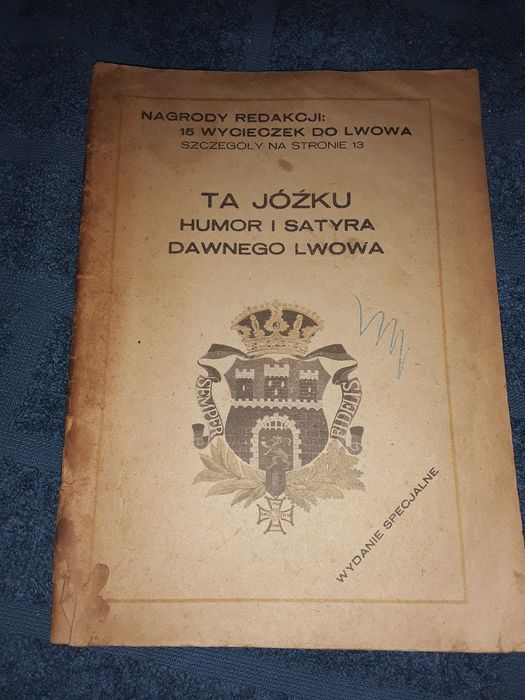 NAGRODY REDAKCJI:
15 WYCIECZEK DO LWOWA
SZCZEGÓŁY NA STRONIE 13
TA JÓŹKU
HUMOR I SATYRA
DAWNEGO LWOWA
SEMPER
FIDELIS
WYDANIE SPECJALNE